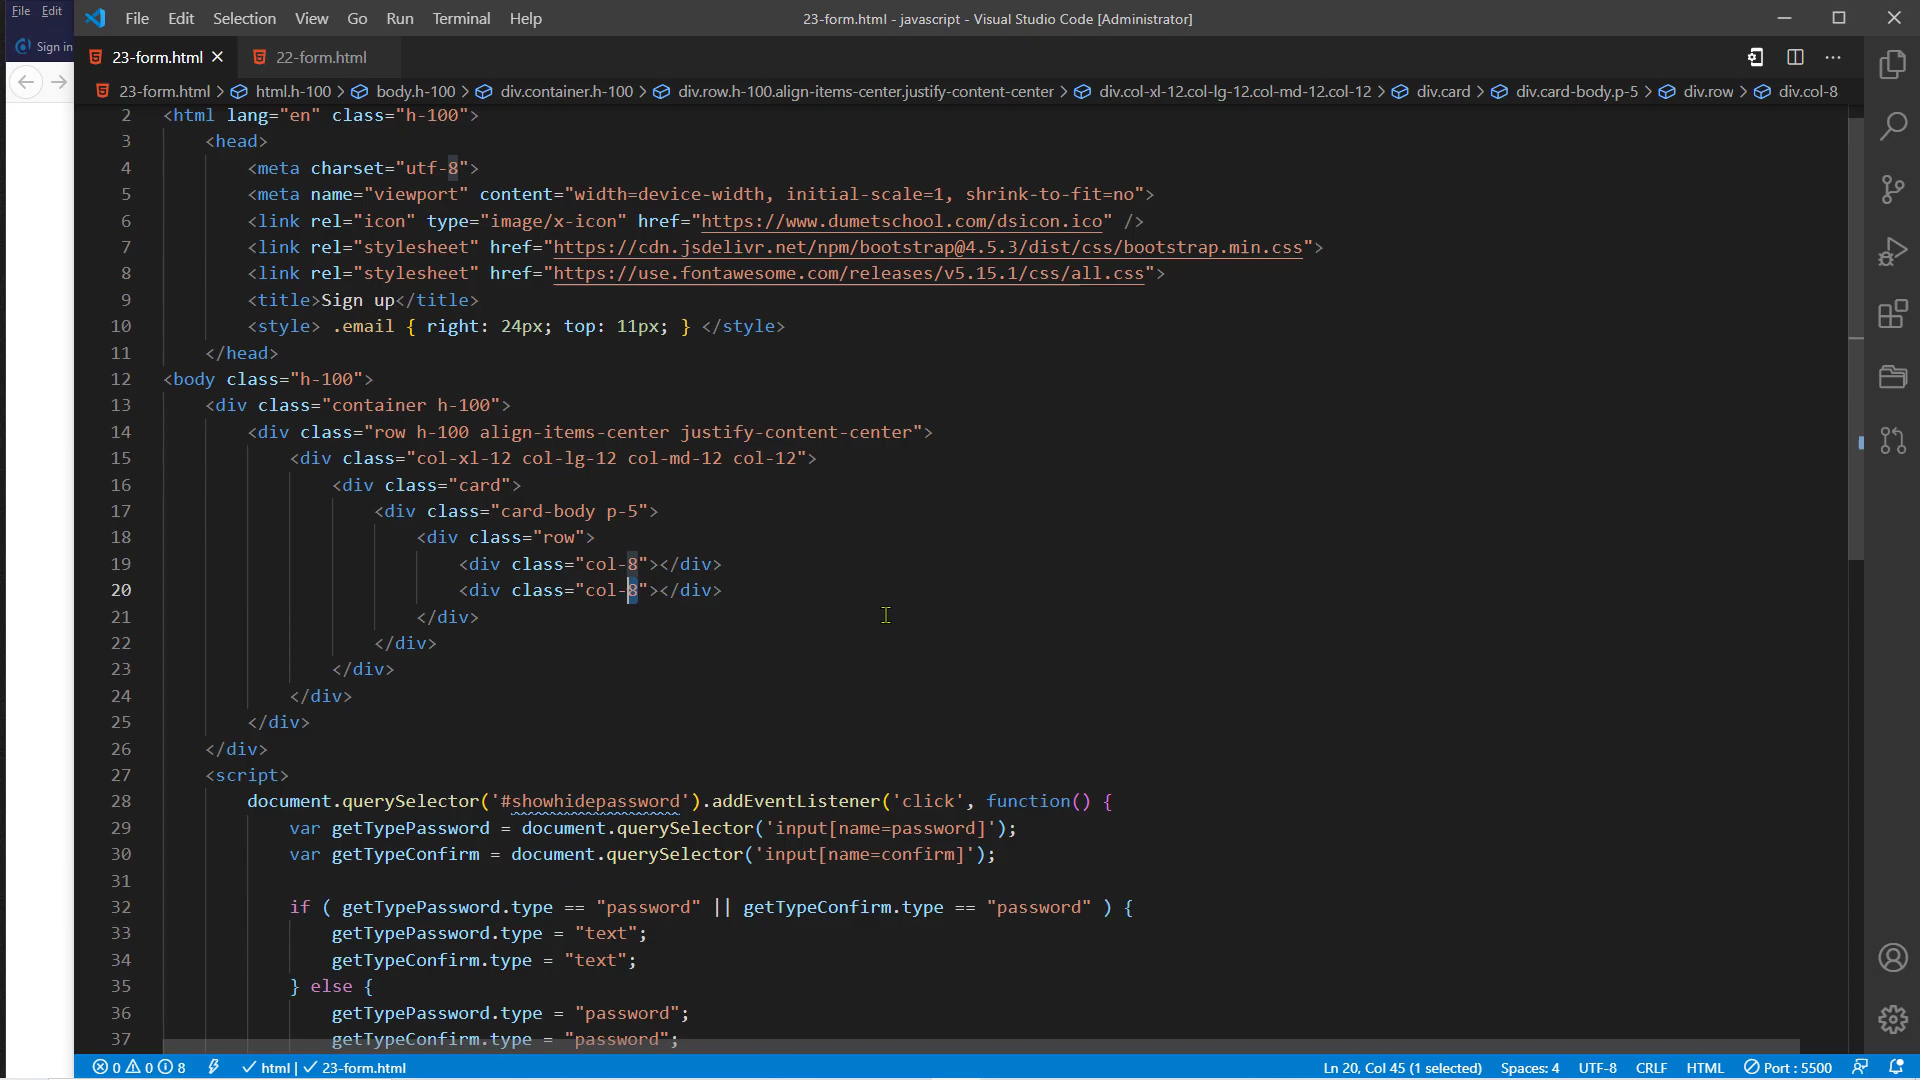 File Edit
Sign in
File Edit Selection View Go Run Terminal Help
23-form.html - javascript - Visual Studio Code [Administrator]
23-form.html 22-form.html
23-form.html > html.h-100 > body.h-100 > div.container.h-100 > div.row.h-100.align-items-center.justify-content-center > div.col-xl-12.col-lg-12.col-md-12.col-12 > div.card > div.card-body.p-5 > div.row > div.col-8
2 <html lang="en" class="h-100">
3 <head>
4 <meta charset="utf-8">
5 <meta name="viewport" content="width=device-width, initial-scale=1, shrink-to-fit=no">
6 <link rel="icon" type="image/x-icon" href="https://www.dumetschool.com/dsicon.ico" />
7 <link rel="stylesheet" href="https://cdn.jsdelivr.net/npm/bootstrap@4.5.3/dist/css/bootstrap.min.css">
8 <link rel="stylesheet" href="https://use.fontawesome.com/releases/v5.15.1/css/all.css">
9 <title>Sign up</title>
10 <style> .email { right: 24px; top: 11px; } </style>
11 </head>
12 <body class="h-100">
13 <div class="container h-100">
14 <div class="row h-100 align-items-center justify-content-center">
15 <div class="col-xl-12 col-lg-12 col-md-12 col-12">
16 <div class="card">
17 <div class="card-body p-5">
18 <div class="row">
19 <div class="col-8"></div>
20 <div class="col-8"></div>
21 </div>
22 </div>
23 </div>
24 </div>
25 </div>
26 </div>
27 <script>
28 document.querySelector('#showhidepassword').addEventListener('click', function() {
29 var getTypePassword = document.querySelector('input[name=password]');
30 var getTypeConfirm = document.querySelector('input[name=confirm]');
31
32 if ( getTypePassword.type == "password" || getTypeConfirm.type == "password" ) {
33 getTypePassword.type = "text";
34 getTypeConfirm.type = "text";
35 } else {
36 getTypePassword.type = "password";
37 getTypeConfirm.type = "password";
0 0 8 html | 23-form.html Ln 20, Col 45 (1 selected) Spaces: 4 UTF-8 CRLF HTML Port : 5500